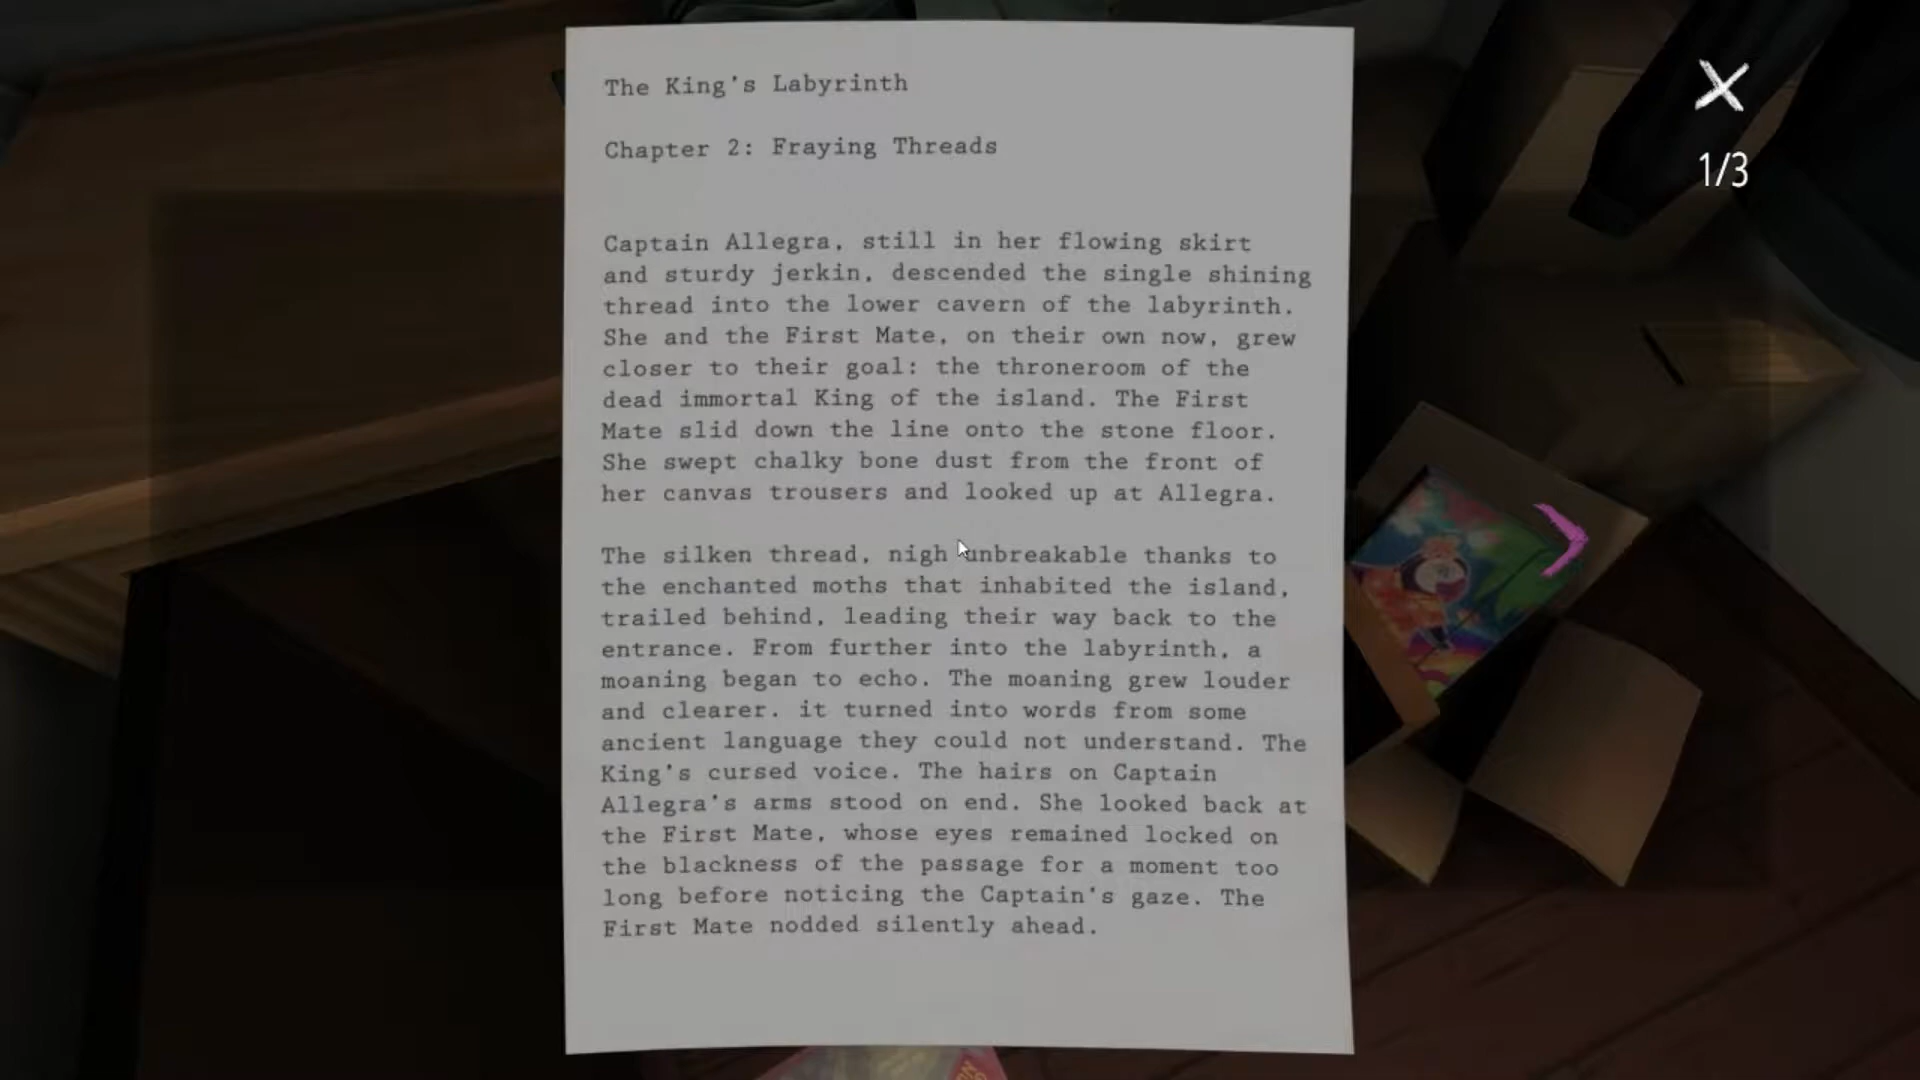 The King's Labyrinth
Chapter 2: Fraying Threads
Captain Allegra, still in her flowing skirt
and sturdy jerkin, descended the single shining
thread into the lower cavern of the labyrinth.
She and the First Mate, on their own now, grew
closer to their goal: the throneroom of the
dead immortal King of the island. The First
Mate slid down the line onto the stone floor.
She swept chalky bone dust from the front of
her canvas trousers and looked up at Allegra.
The silken thread, nigh unbreakable thanks to
the enchanted moths that inhabited the island,
trailed behind, leading their way back to the
entrance. From further into the labyrinth, a
moaning began to echo. The moaning grew louder
and clearer. it turned into words from some
ancient language they could not understand. The
King's cursed voice. The hairs on Captain
Allegra's arms stood on end. She looked back at
the First Mate, whose eyes remained locked on
the blackness of the passage for a moment too
long before noticing the Captain's gaze. The
First Mate nodded silently ahead.
1/3